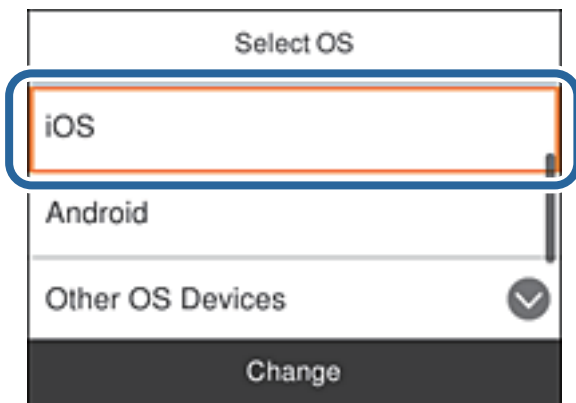 Select OS
iOS
Android
Other OS Devices
Change